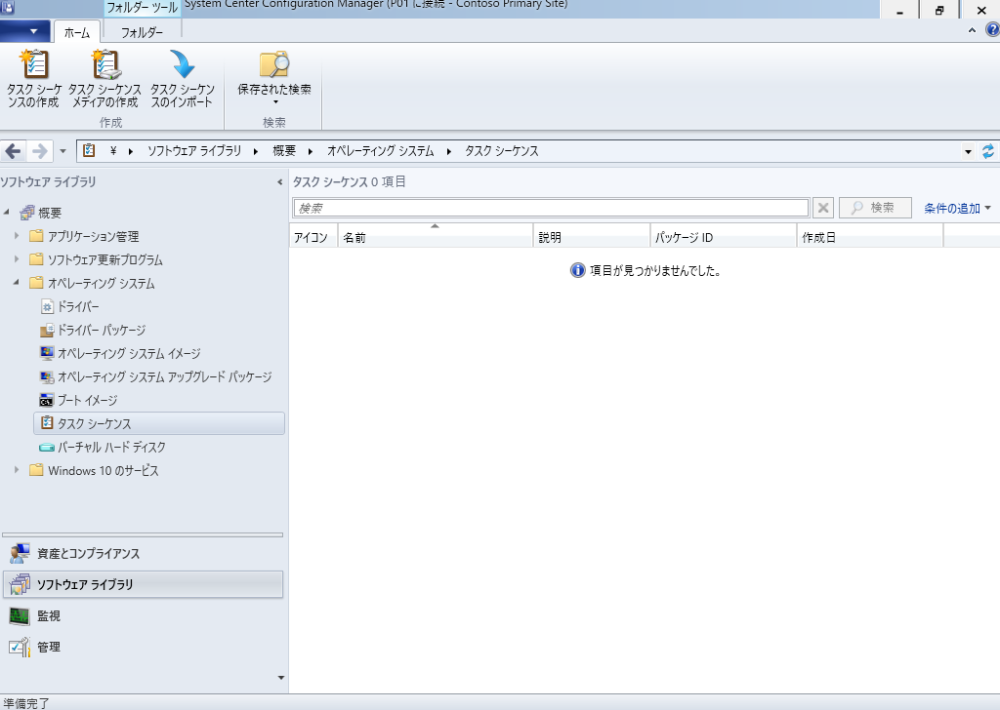 フォルダー ツール
System Center Configuration Manager (P01 に接続 - Contoso Primary Site)
ホーム
フォルダー
タスク シーケ
ンスの作成
タスク シーケンス
メディアの作成
タスク シーケン
スのインポート
保存された検索
作成
検索
¥
ソフトウェア ライブラリ
概要
オペレーティング システム
タスク シーケンス
ソフトウェア ライブラリ
概要
アプリケーション管理
ソフトウェア更新プログラム
オペレーティング システム
ドライバー
ドライバー パッケージ
オペレーティング システム イメージ
オペレーティング システム アップグレード パッケージ
ブート イメージ
タスク シーケンス
バーチャル ハード ディスク
Windows 10 のサービス
資産とコンプライアンス
ソフトウェア ライブラリ
監視
管理
タスク シーケンス 0 項目
検索
検索
条件の追加
アイコン
名前
説明
パッケージ ID
作成日
項目が見つかりませんでした。
準備完了